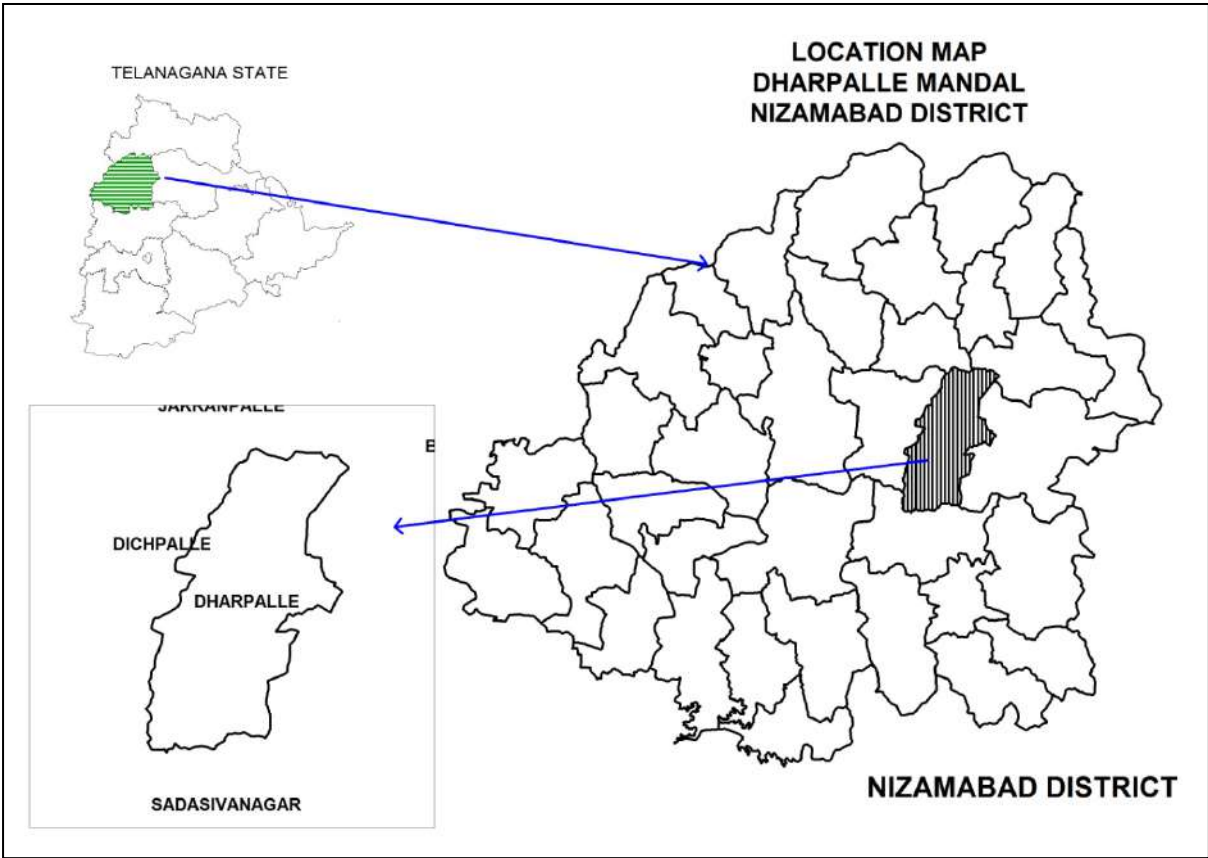 LOCATION MAP
DHARPALLE MANDAL
NIZAMABAD DISTRICT
TELANAGANA STATE
JAKRANPALLE
DICHPALLE
DHARPALLE
SADASIVANAGAR
NIZAMABAD DISTRICT